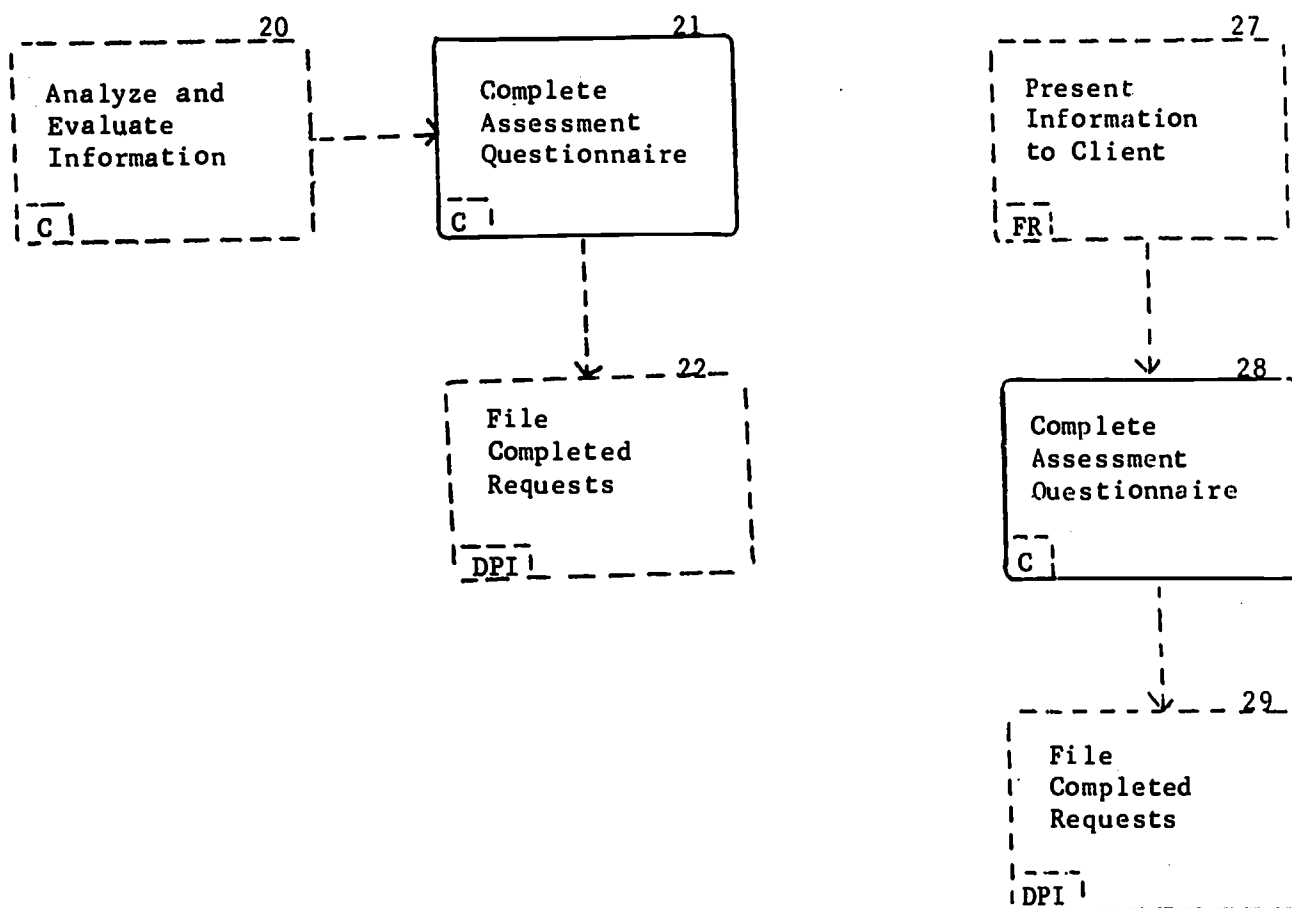 20
Analyze and
Evaluate
Information
C
21
Complete
Assessment
Questionnaire
C
22
File
Completed
Requests
DPI
27
Present
Information
to Client
FR
28
Complete
Assessment
Questionnaire
C
29
File
Completed
Requests
DPI